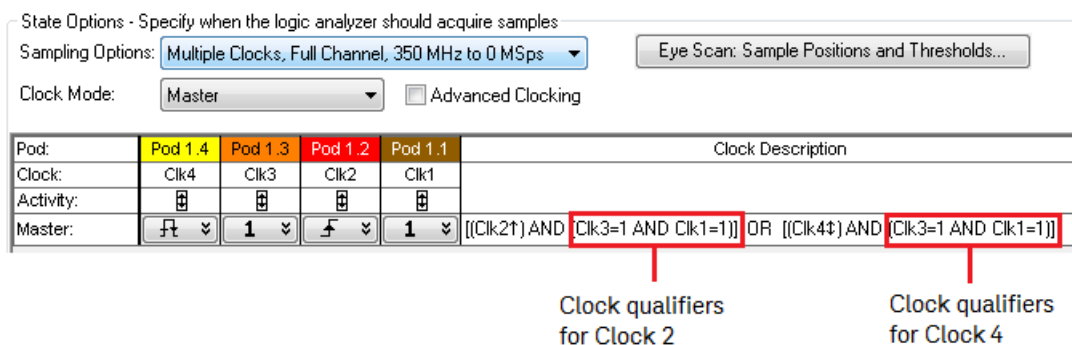 State Options - Specify when the logic analyzer should acquire samples
Sampling Options: Multiple Clocks, Full Channel, 350 MHz to 0 MSps Eye Scan: Sample Positions and Thresholds...
Clock Mode: Master Advanced Clocking
Pod: Pod 1.4 Pod 1.3 Pod 1.2 Pod 1.1 Clock Description
Clock: Clk4 Clk3 Clk2 Clk1
Activity: ↕ ↕ ↕ ↕
Master: 1 1 [(Clk2↑) AND (Clk3=1 AND Clk1=1)] OR [(Clk4↕) AND (Clk3=1 AND Clk1=1)]
Clock qualifiers for Clock 2
Clock qualifiers for Clock 4